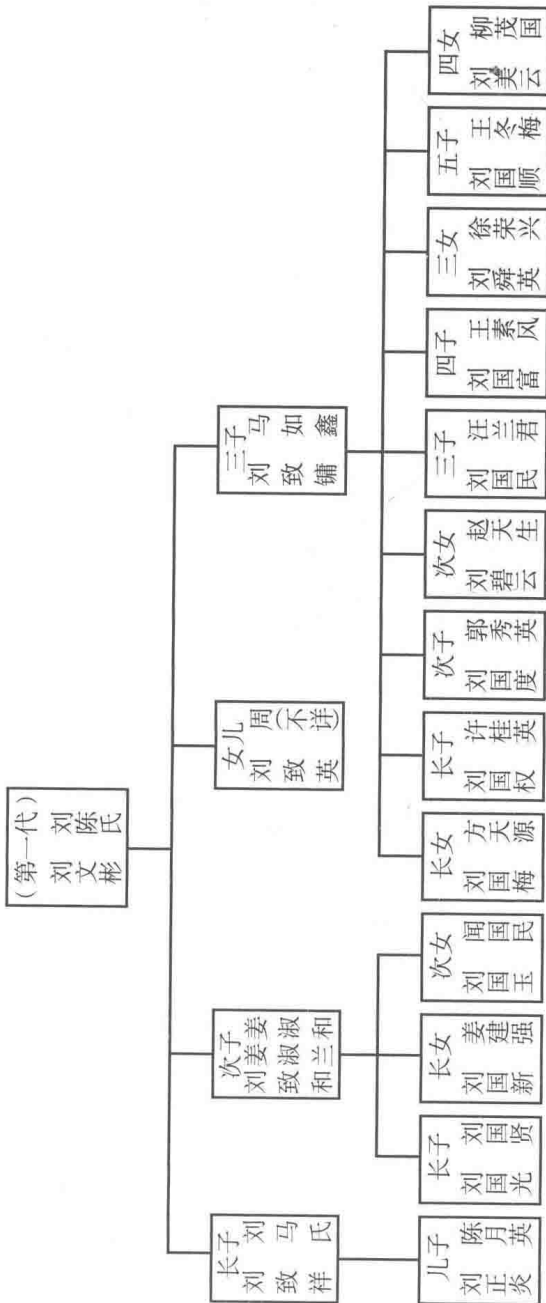 (第一代)
刘文彬
刘陈氏
长子
刘致祥
刘马氏
次子
刘致和
姜淑兰
姜淑和
女儿
刘致英
周(不详)
三子
刘致镛
马如鑫
儿子
刘正炎
陈月英
长子
刘国光
刘国贤
长女
刘国新
姜建强
次女
刘国玉
闻国民
长女
刘国梅
方天源
长子
刘国权
许桂英
次子
刘国度
郭秀英
次女
刘碧云
赵天生
三子
刘国民
汪兰君
四子
刘国富
王素风
三女
刘舜英
徐荣兴
五子
刘国顺
王冬梅
四女
刘美云
柳茂国